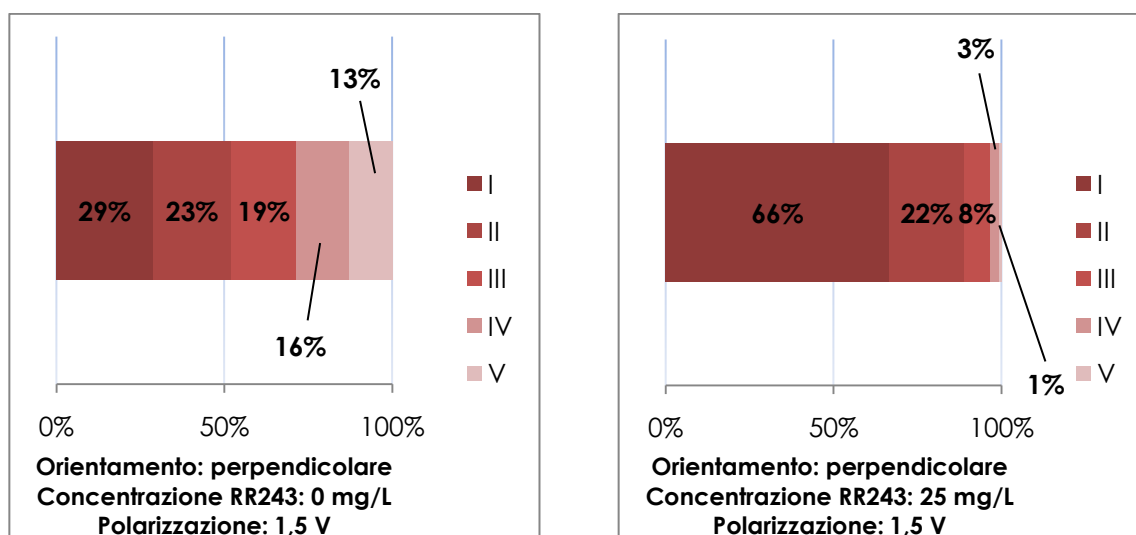 13%
29% 23% 19%
16%
I
II
III
IV
V
0% 50% 100%
Orientamento: perpendicolare
Concentrazione RR243: 0 mg/L
Polarizzazione: 1,5 V
3%
66% 22% 8%
1%
I
II
III
IV
V
0% 50% 100%
Orientamento: perpendicolare
Concentrazione RR243: 25 mg/L
Polarizzazione: 1,5 V